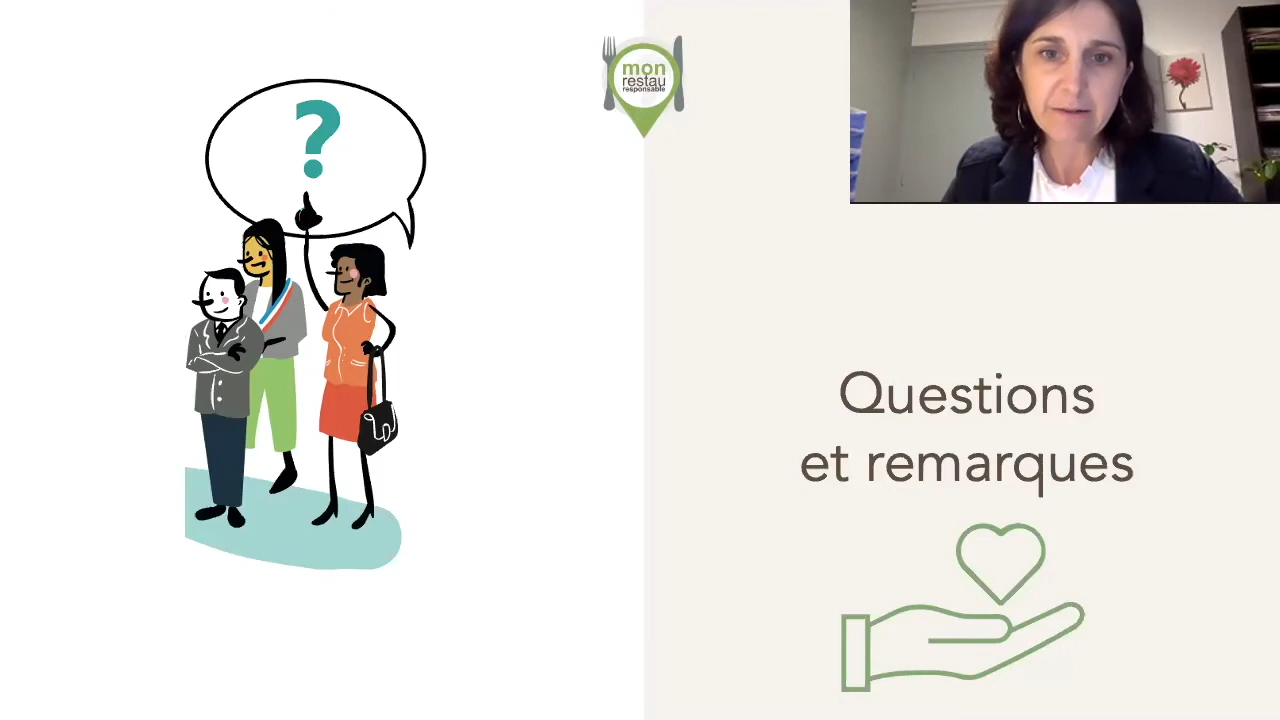 ?
mon
restau
responsable
Questions
et remarques